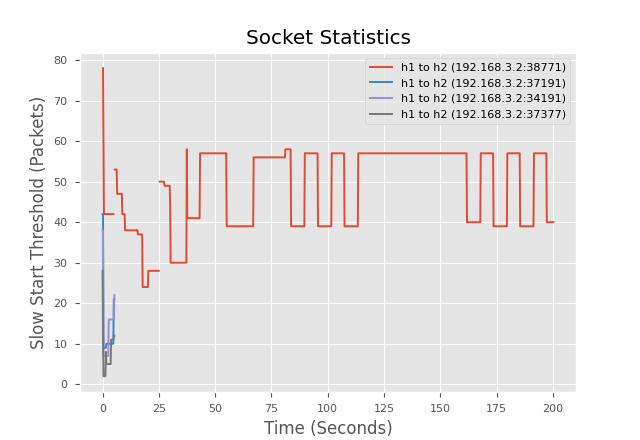 Socket Statistics
h1 to h2 (192.168.3.2:38771)
h1 to h2 (192.168.3.2:37191)
h1 to h2 (192.168.3.2:34191)
h1 to h2 (192.168.3.2:37377)
Slow Start Threshold (Packets)
80
70
60
50
40
30
20
10
0
0 25 50 75 100 125 150 175 200
Time (Seconds)